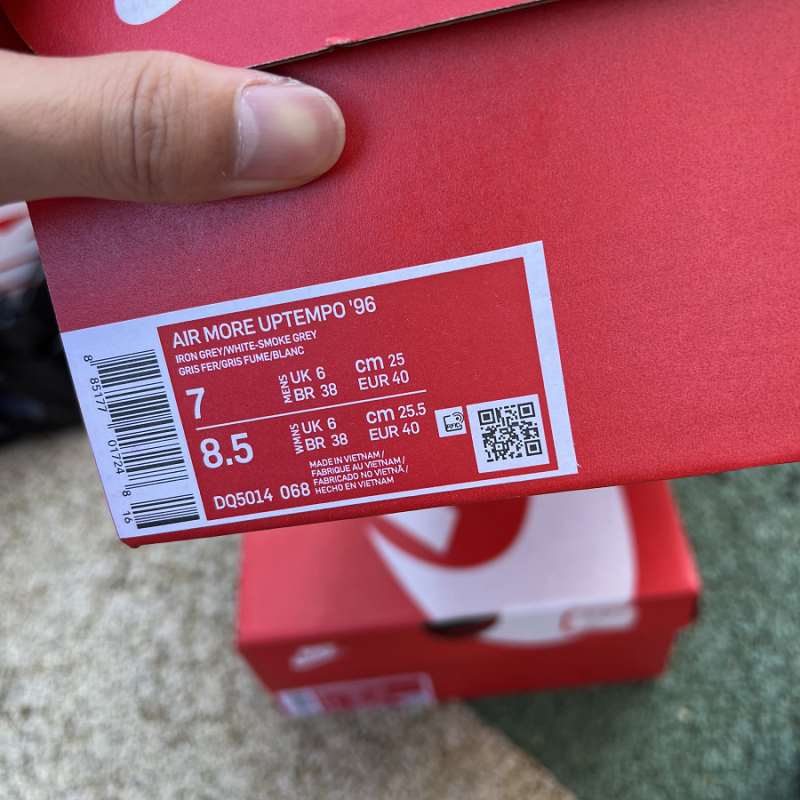 AIR MORE UPTEMPO '96
IRON GREY/WHITE-SMOKE GREY
GRIS FER/GRIS FUME/BLANC
7
MENS
UK 6
BR 38
cm 25
EUR 40
8.5
WMNS
UK 6
BR 38
cm 25.5
EUR 40
DQ5014 068
MADE IN VIETNAM /
FABRIQUE AU VIETNAM /
FABRICADO NO VIETNÃ /
HECHO EN VIETNAM
8 85177 01724 8 16